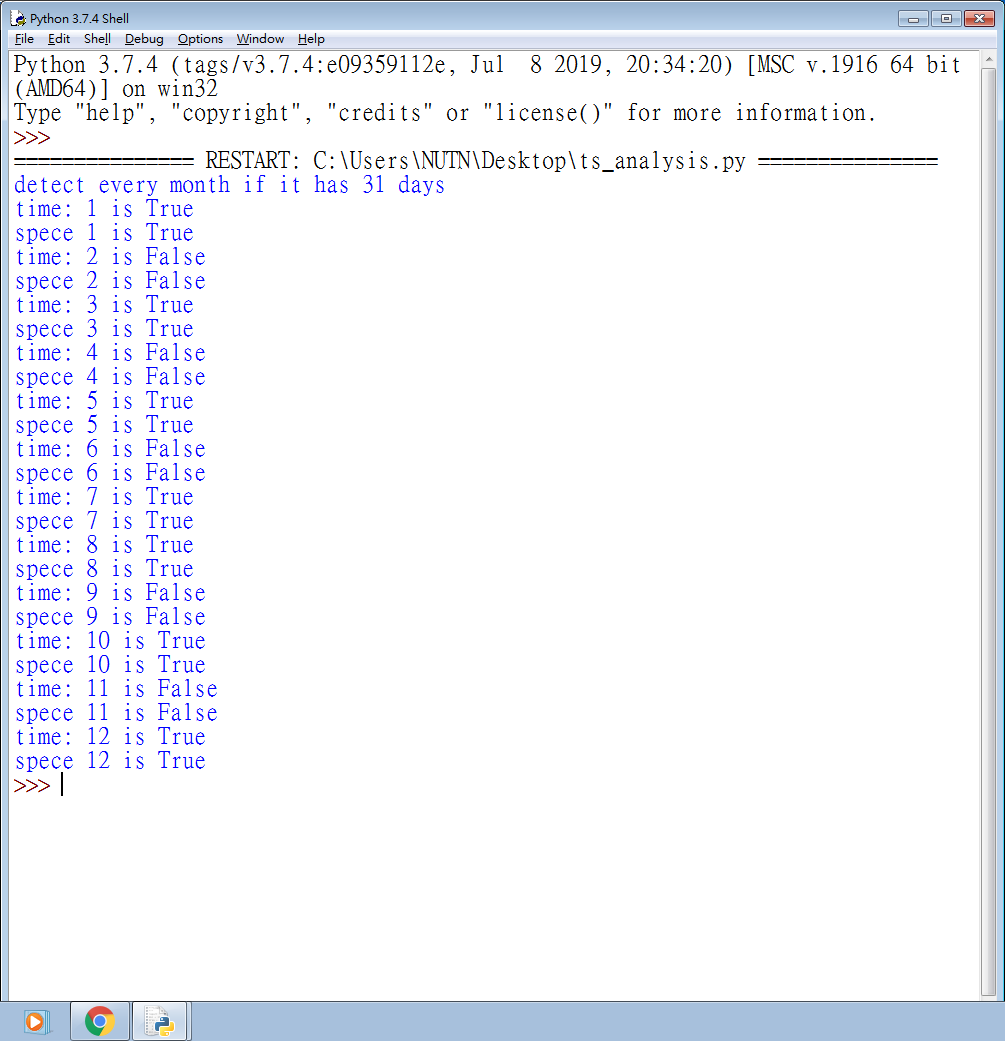 Python 3.7.4 Shell
File Edit Shell Debug Options Window Help
Python 3.7.4 (tags/v3.7.4:e09359112e, Jul  8 2019, 20:34:20) [MSC v.1916 64 bit
(AMD64)] on win32
Type "help", "copyright", "credits" or "license()" for more information.
>>>
=============== RESTART: C:\Users\NUTN\Desktop\ts_analysis.py ===============
detect every month if it has 31 days
time: 1 is True
spece 1 is True
time: 2 is False
spece 2 is False
time: 3 is True
spece 3 is True
time: 4 is False
spece 4 is False
time: 5 is True
spece 5 is True
time: 6 is False
spece 6 is False
time: 7 is True
spece 7 is True
time: 8 is True
spece 8 is True
time: 9 is False
spece 9 is False
time: 10 is True
spece 10 is True
time: 11 is False
spece 11 is False
time: 12 is True
spece 12 is True
>>>